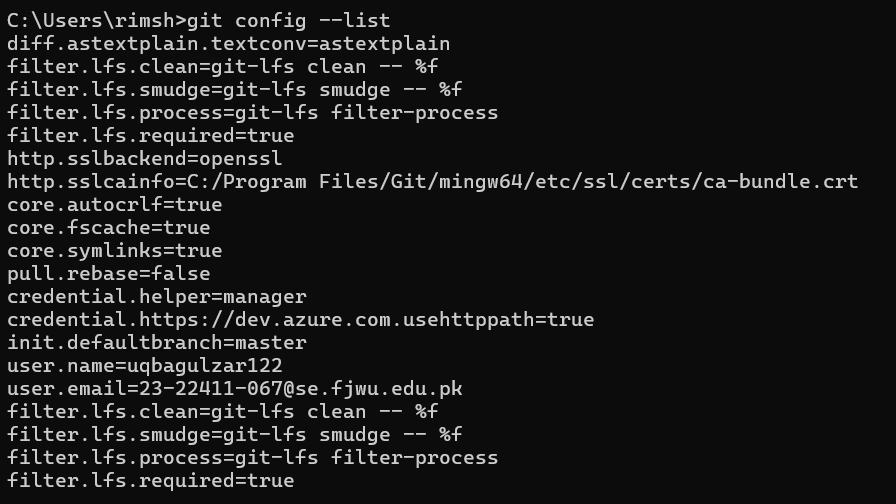 C:\Users\rimsh>git config --list
diff.astextplain.textconv=astextplain
filter.lfs.clean=git-lfs clean -- %f
filter.lfs.smudge=git-lfs smudge -- %f
filter.lfs.process=git-lfs filter-process
filter.lfs.required=true
http.sslbackend=openssl
http.sslcainfo=C:/Program Files/Git/mingw64/etc/ssl/certs/ca-bundle.crt
core.autocrlf=true
core.fscache=true
core.symlinks=true
pull.rebase=false
credential.helper=manager
credential.https://dev.azure.com.usehttppath=true
init.defaultbranch=master
user.name=uqbagulzar122
user.email=23-22411-067@se.fjwu.edu.pk
filter.lfs.clean=git-lfs clean -- %f
filter.lfs.smudge=git-lfs smudge -- %f
filter.lfs.process=git-lfs filter-process
filter.lfs.required=true